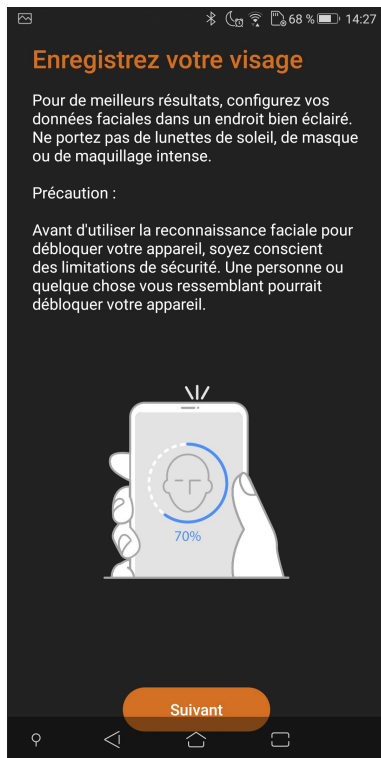 68 % 14:27
Enregistrez votre visage
Pour de meilleurs résultats, configurez vos
données faciales dans un endroit bien éclairé.
Ne portez pas de lunettes de soleil, de masque
ou de maquillage intense.
Précaution :
Avant d'utiliser la reconnaissance faciale pour
débloquer votre appareil, soyez conscient
des limitations de sécurité. Une personne ou
quelque chose vous ressemblant pourrait
débloquer votre appareil.
70%
Suivant